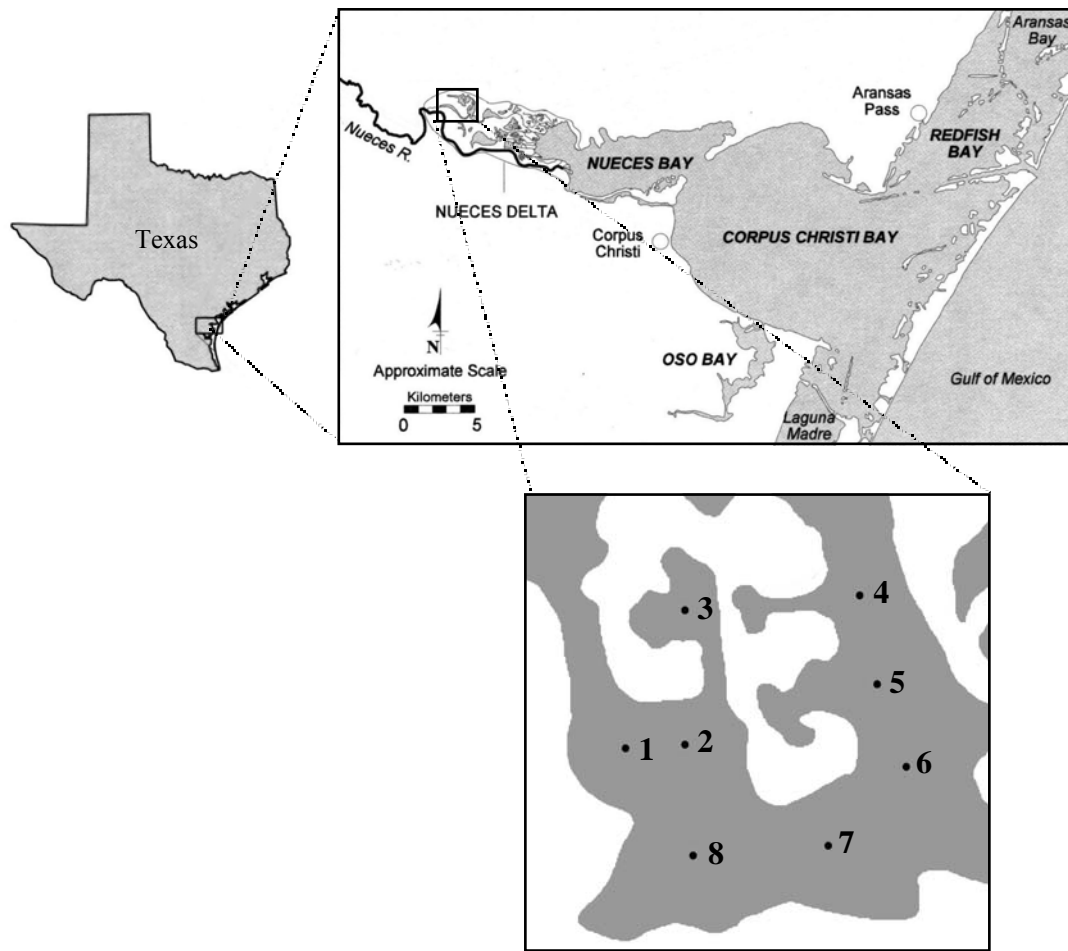 Texas
Aransas
Bay
Aransas
Pass
REDFISH
BAY
Nueces R.
NUECES BAY
NUECES DELTA
Corpus
Christi
CORPUS CHRISTI BAY
N
Approximate Scale
Kilometers
0 5
OSO BAY
Gulf of Mexico
Laguna
Madre
3
4
5
1
2
6
8
7